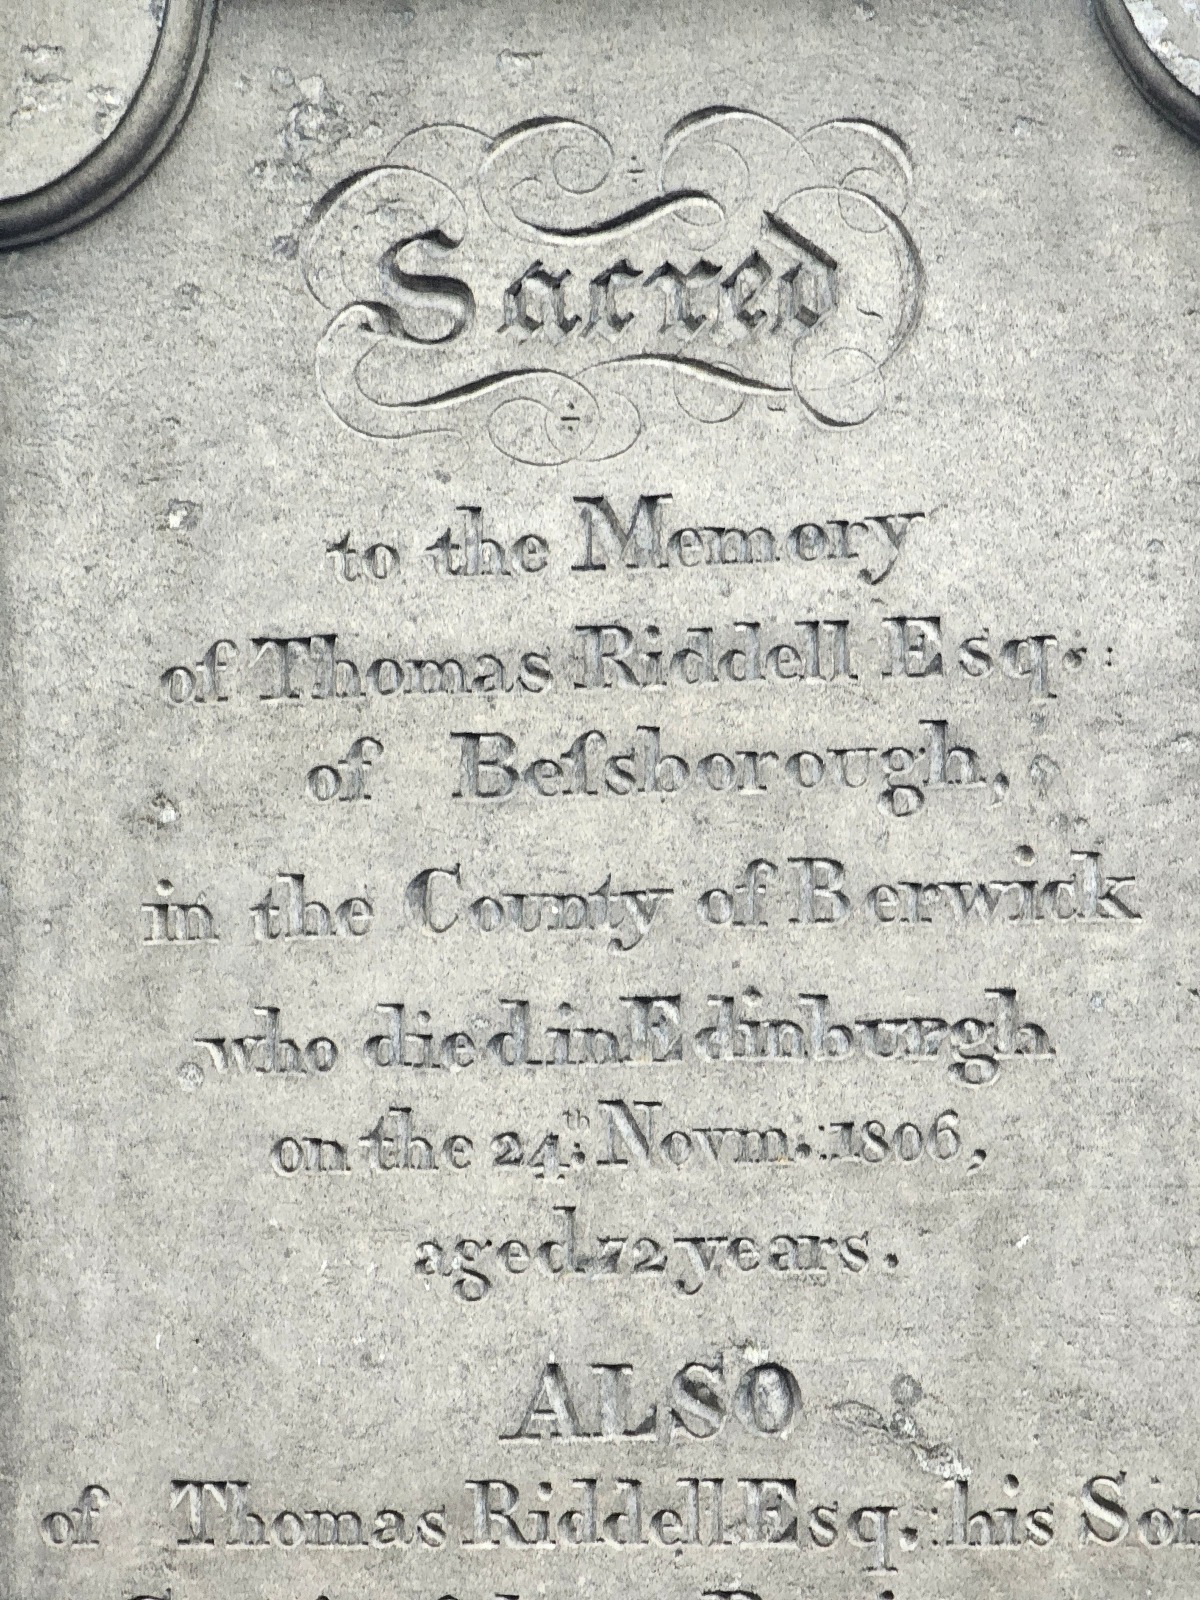 Sacred
to the Memory
of Thomas Riddell Esq.:
of Beſsborough,
in the County of Berwick
who died in Edinburgh
on the 24th: Novm.: 1806,
aged 72 years.
ALSO
of Thomas Riddell Esq.: his Son